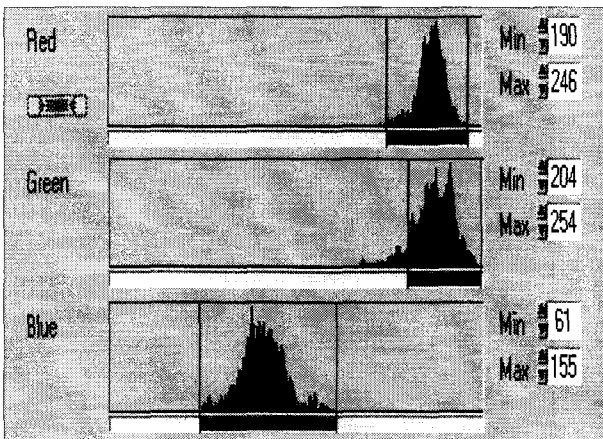 Red Min 190
Max 246
Green Min 204
Max 254
Blue Min 61
Max 155